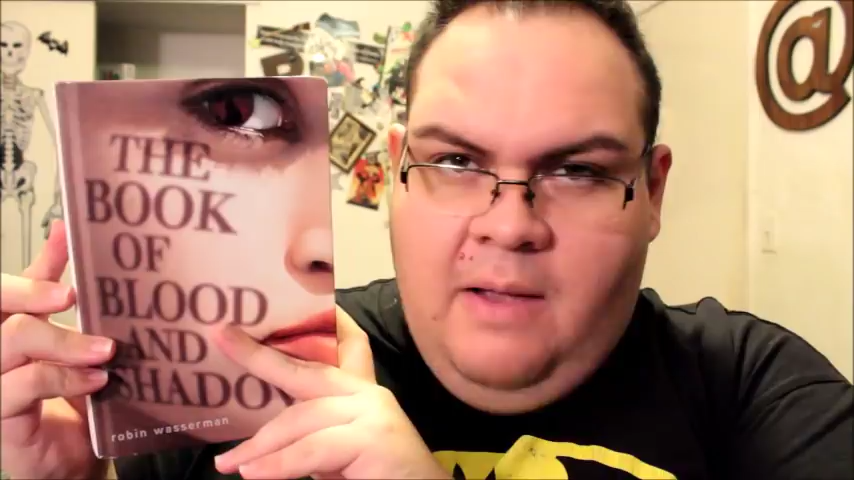 THE
BOOK
OF
BLOOD
AND
SHADOW
robin wasserman
@